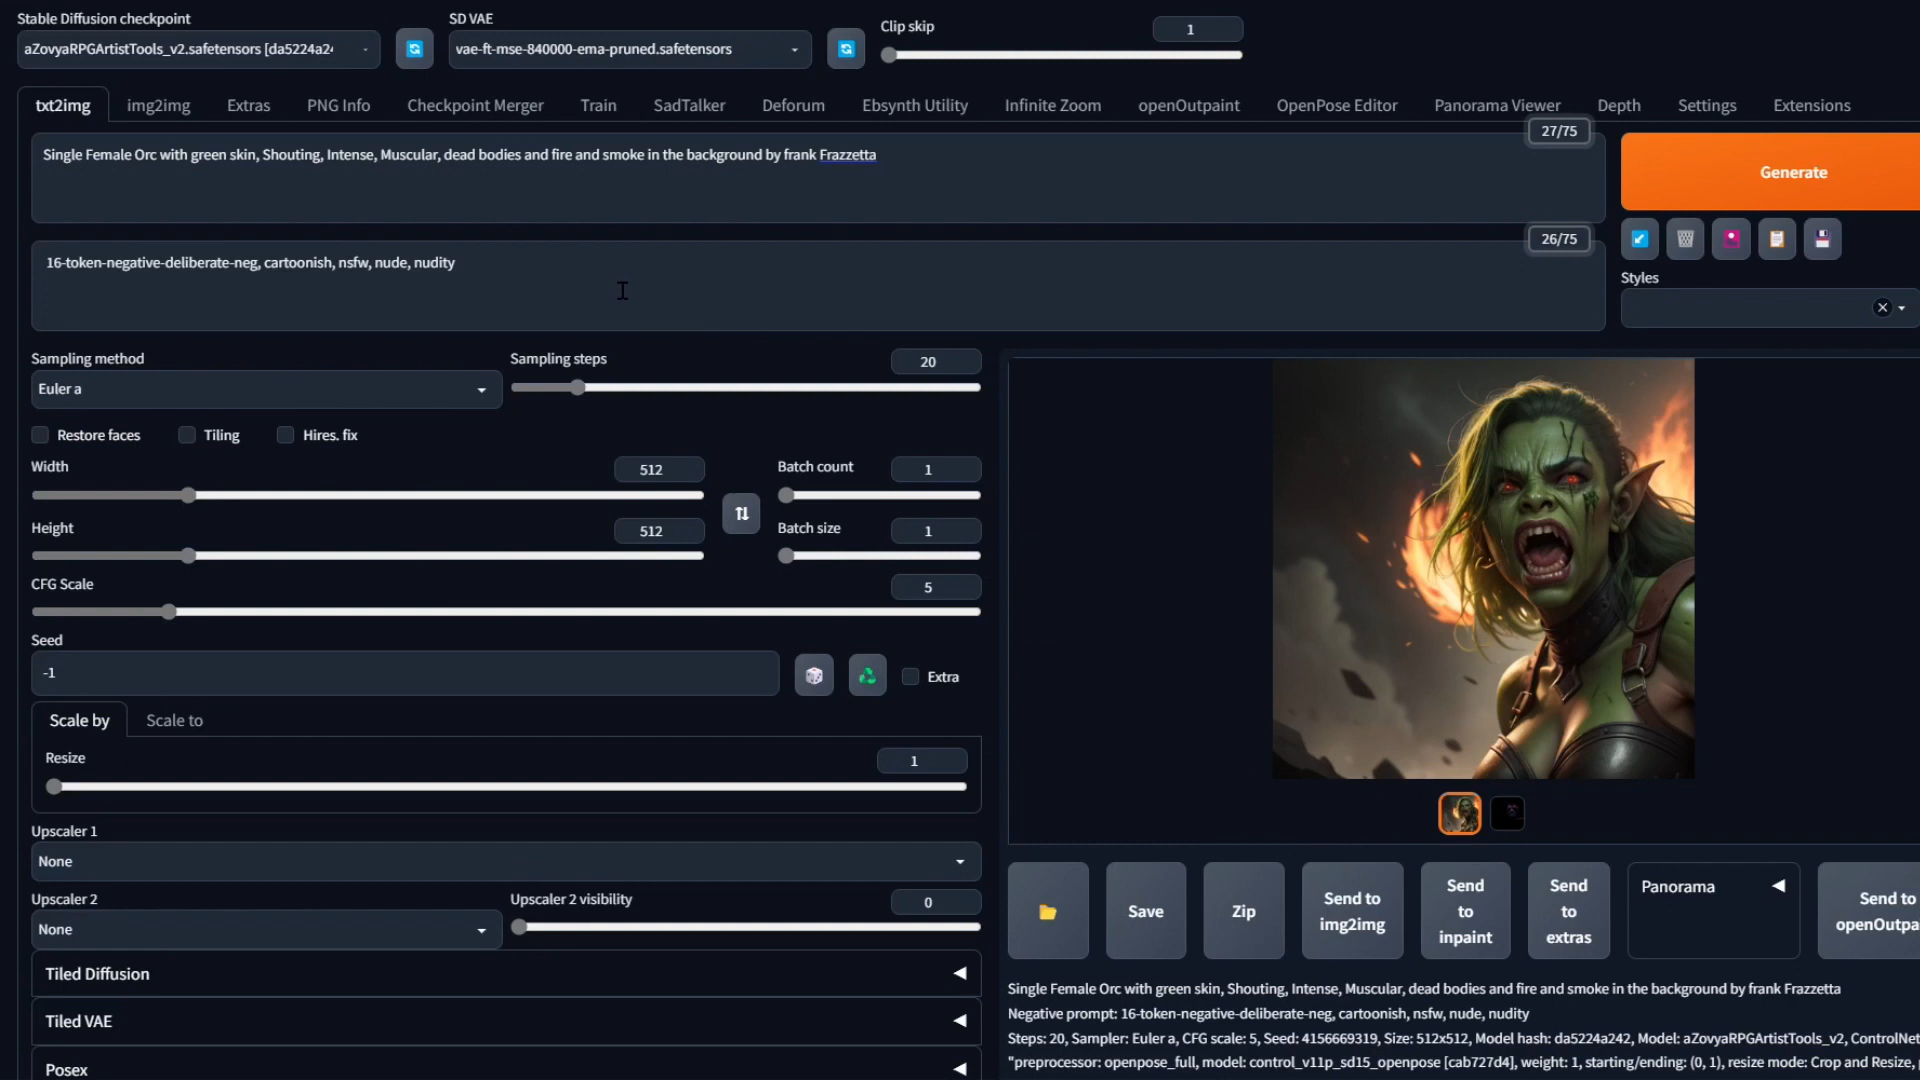 Stable Diffusion checkpoint
SD VAE
Clip skip
1
aZovyaRPGArtistTools_v2.safetensors [da5224a2
vae-ft-mse-840000-ema-pruned.safetensors
txt2img img2img Extras PNG Info Checkpoint Merger Train SadTalker Deforum Ebsynth Utility Infinite Zoom openOutpaint OpenPose Editor Panorama Viewer Depth Settings Extensions
27/75
Single Female Orc with green skin, Shouting, Intense, Muscular, dead bodies and fire and smoke in the background by frank Frazzetta
Generate
26/75
16-token-negative-deliberate-neg, cartoonish, nsfw, nude, nudity
Styles
Sampling method
Euler a
Sampling steps
20
Restore faces Tiling Hires. fix
Width
512
Batch count
1
Height
512
Batch size
1
CFG Scale
5
Seed
-1
Extra
Scale by Scale to
Resize
1
Upscaler 1
None
Upscaler 2
None
Upscaler 2 visibility
0
Tiled Diffusion
Tiled VAE
Posex
Save
Zip
Send to
img2img
Send
to
inpaint
Send
to
extras
Panorama
Send to
openOutpa
Single Female Orc with green skin, Shouting, Intense, Muscular, dead bodies and fire and smoke in the background by frank Frazzetta
Negative prompt: 16-token-negative-deliberate-neg, cartoonish, nsfw, nude, nudity
Steps: 20, Sampler: Euler a, CFG scale: 5, Seed: 4156669319, Size: 512x512, Model hash: da5224a242, Model: aZovyaRPGArtistTools_v2, ControlNet
"preprocessor: openpose_full, model: control_v11p_sd15_openpose [cab727d4], weight: 1, starting/ending: (0, 1), resize mode: Crop and Resize,